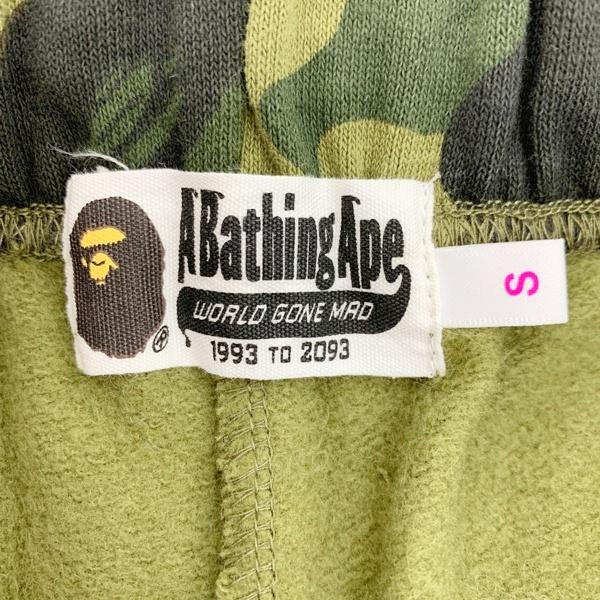 ABathingApe
WORLD GONE MAD
1993 TO 2093
®
S